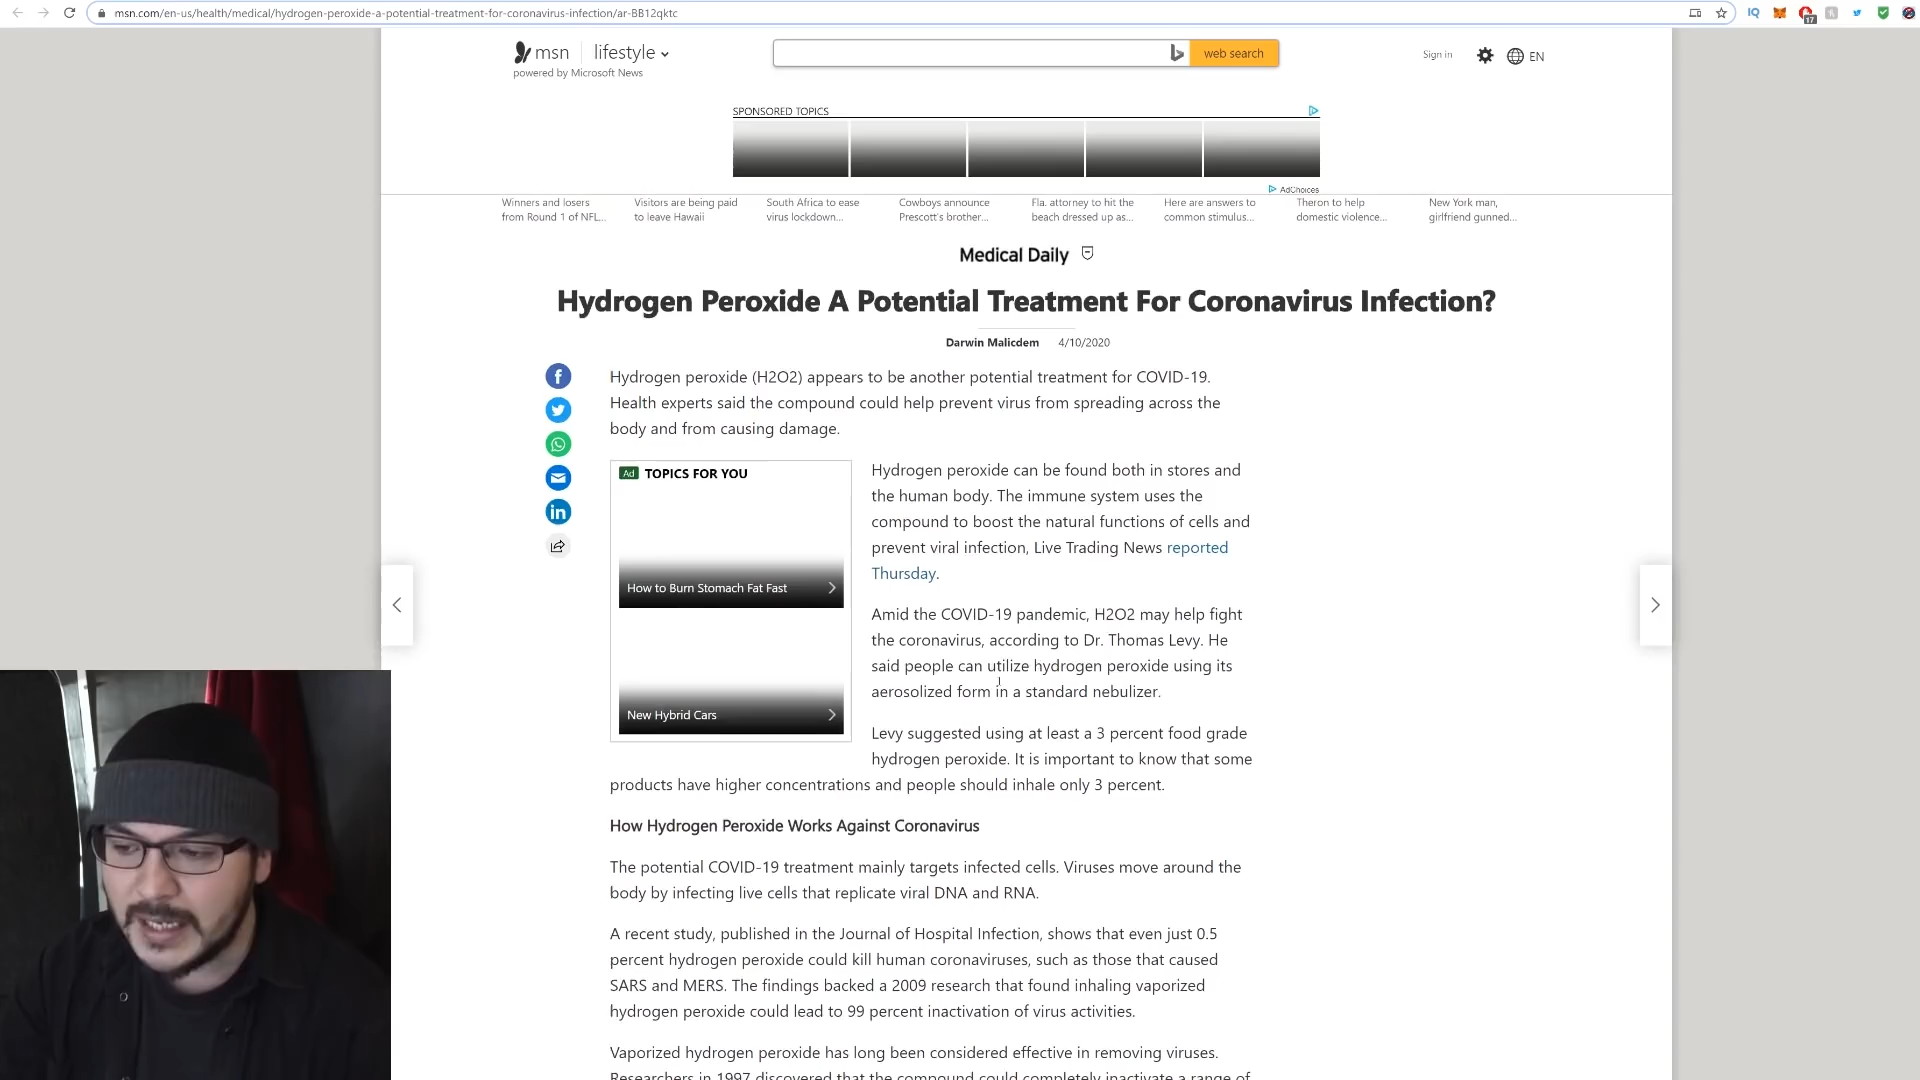 msn.com/en-us/health/medical/hydrogen-peroxide-a-potential-treatment-for-coronavirus-infection/ar-BB12qktc
17
msn lifestyle
powered by Microsoft News
web search
Sign in
EN
SPONSORED TOPICS
AdChoices
Winners and losers from Round 1 of NFL...
Visitors are being paid to leave Hawaii
South Africa to ease virus lockdown...
Cowboys announce Prescott's brother...
Fla. attorney to hit the beach dressed up as...
Here are answers to common stimulus...
Theron to help domestic violence...
New York man, girlfriend gunned...
Medical Daily
Hydrogen Peroxide A Potential Treatment For Coronavirus Infection?
Darwin Malicdem 4/10/2020
Hydrogen peroxide (H2O2) appears to be another potential treatment for COVID-19.
Health experts said the compound could help prevent virus from spreading across the
body and from causing damage.
Ad TOPICS FOR YOU
How to Burn Stomach Fat Fast
New Hybrid Cars
Hydrogen peroxide can be found both in stores and
the human body. The immune system uses the
compound to boost the natural functions of cells and
prevent viral infection, Live Trading News reported
Thursday.
Amid the COVID-19 pandemic, H2O2 may help fight
the coronavirus, according to Dr. Thomas Levy. He
said people can utilize hydrogen peroxide using its
aerosolized form in a standard nebulizer.
Levy suggested using at least a 3 percent food grade
hydrogen peroxide. It is important to know that some
products have higher concentrations and people should inhale only 3 percent.
How Hydrogen Peroxide Works Against Coronavirus
The potential COVID-19 treatment mainly targets infected cells. Viruses move around the
body by infecting live cells that replicate viral DNA and RNA.
A recent study, published in the Journal of Hospital Infection, shows that even just 0.5
percent hydrogen peroxide could kill human coronaviruses, such as those that caused
SARS and MERS. The findings backed a 2009 research that found inhaling vaporized
hydrogen peroxide could lead to 99 percent inactivation of virus activities.
Vaporized hydrogen peroxide has long been considered effective in removing viruses.
Researchers in 1997 discovered that the compound could completely inactivate a range of